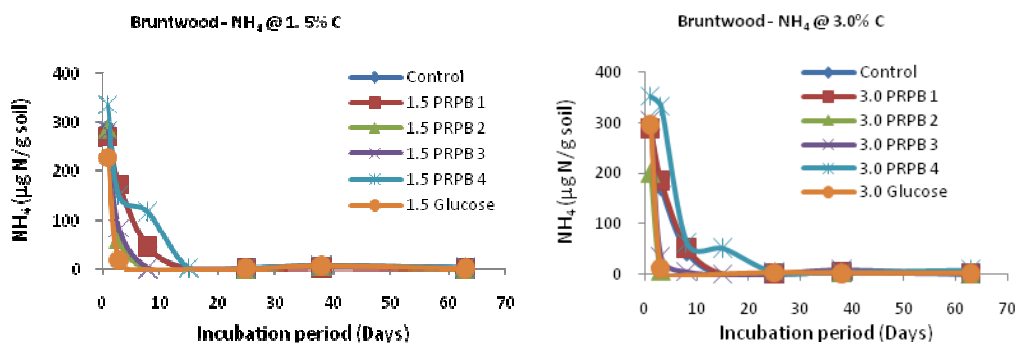 Bruntwood - NH4 @ 1. 5% C
NH4 (µg N/g soil)
400
300
200
100
0
0 10 20 30 40 50 60 70
Incubation period (Days)
Control
1.5 PRPB 1
1.5 PRPB 2
1.5 PRPB 3
1.5 PRPB 4
1.5 Glucose
Bruntwood - NH4 @ 3.0% C
NH4 (µg N/g soil)
400
300
200
100
0
0 10 20 30 40 50 60 70
Incubation period (Days)
Control
3.0 PRPB 1
3.0 PRPB 2
3.0 PRPB 3
3.0 PRPB 4
3.0 Glucose